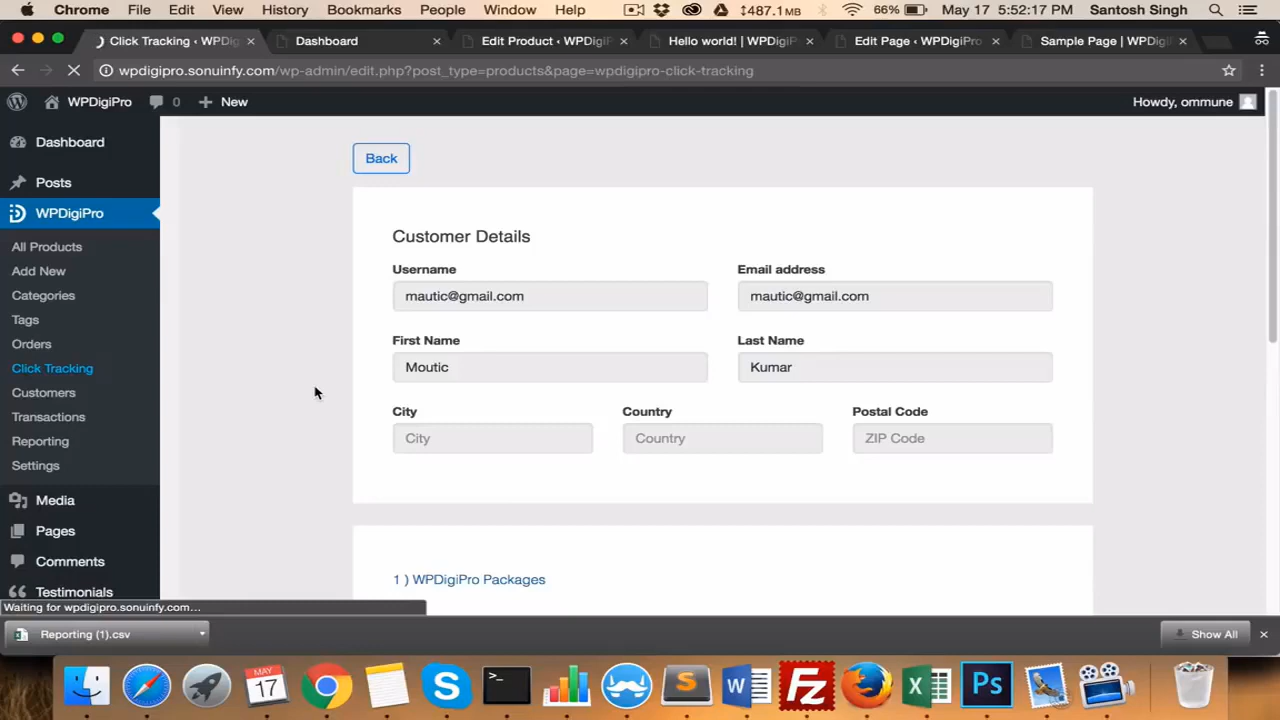 Chrome File Edit View History Bookmarks People Window Help 487.1MB 66% May 17 5:52:17 PM Santosh Singh
Click Tracking ‹ WPDig × Dashboard × Edit Product ‹ WPDigiP × Hello world! | WPDigiP × Edit Page ‹ WPDigiPro × Sample Page | WPDigi ×
wpdigipro.sonuinfy.com/wp-admin/edit.php?post_type=products&page=wpdigipro-click-tracking
WPDigiPro 0 + New Howdy, ommune
Dashboard
Posts
WPDigiPro
All Products
Add New
Categories
Tags
Orders
Click Tracking
Customers
Transactions
Reporting
Settings
Media
Pages
Comments
Testimonials
Back
Customer Details
Username Email address
mautic@gmail.com mautic@gmail.com
First Name Last Name
Moutic Kumar
City Country Postal Code
City Country ZIP Code
1 ) WPDigiPro Packages
Waiting for wpdigipro.sonuinfy.com...
Reporting (1).csv Show All ×
MAY
17